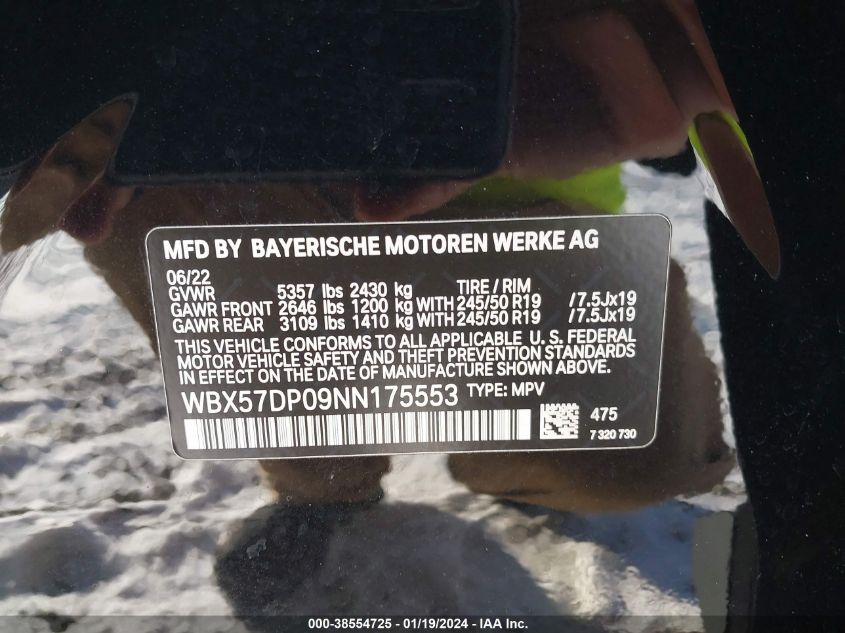 MFD BY BAYERISCHE MOTOREN WERKE AG
06/22 TIRE / RIM
GVWR 5357 lbs 2430 kg
GAWR FRONT 2646 lbs 1200 kg WITH 245/50 R19 /7.5Jx19
GAWR REAR 3109 lbs 1410 kg WITH 245/50 R19 /7.5Jx19
THIS VEHICLE CONFORMS TO ALL APPLICABLE U. S. FEDERAL
MOTOR VEHICLE SAFETY AND THEFT PREVENTION STANDARDS
IN EFFECT ON THE DATE OF MANUFACTURE SHOWN ABOVE.
WBX57DP09NN175553 TYPE: MPV
475
7 320 730
000-38554725 - 01/19/2024 - IAA Inc.